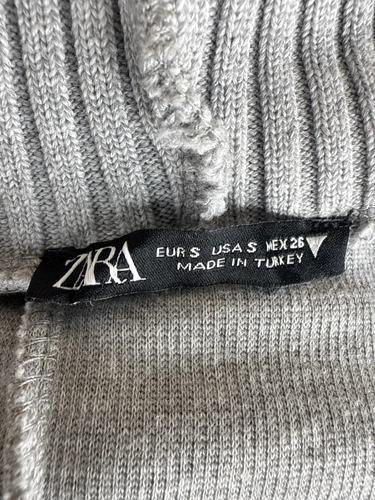 ZARA
EUR S USA S MEX 26
MADE IN TURKEY